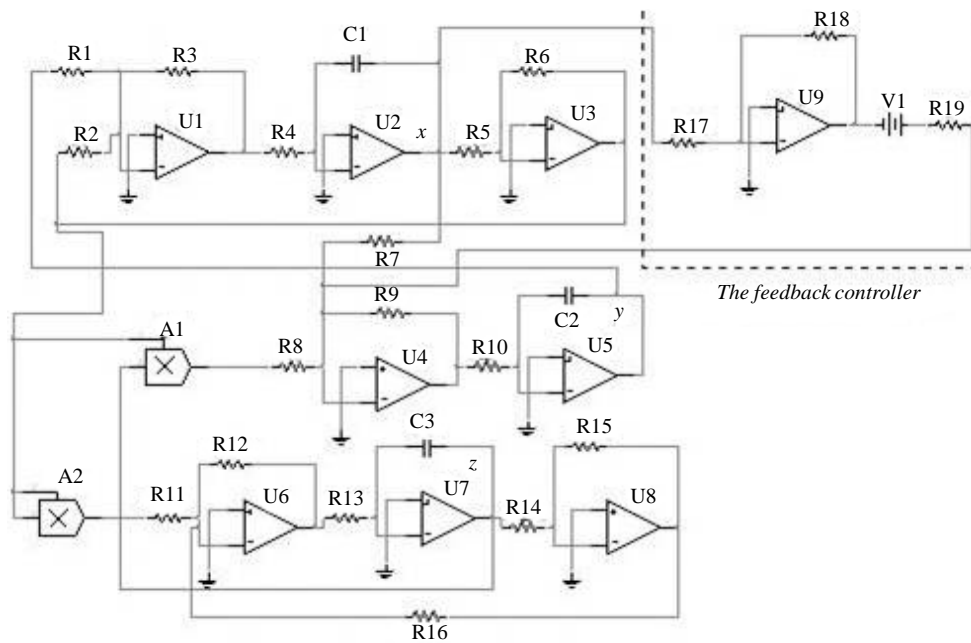 R1
R3
C1
R6
R18
R2
U1
R4
U2
x
R5
U3
R17
U9
V1
R19
R7
The feedback controller
R9
C2
y
A1
R8
U4
R10
U5
C3
R15
R12
z
A2
R11
U6
R13
U7
R14
U8
R16